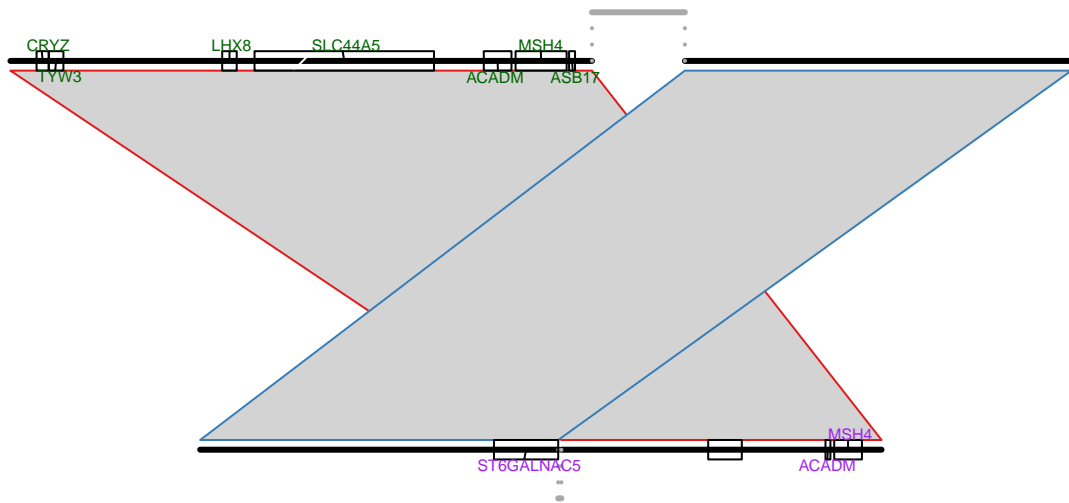 CRYZ LHX8 SLC44A5 MSH4
TYW3 ACADM ASB17
MSH4
ST6GALNAC5 ACADM